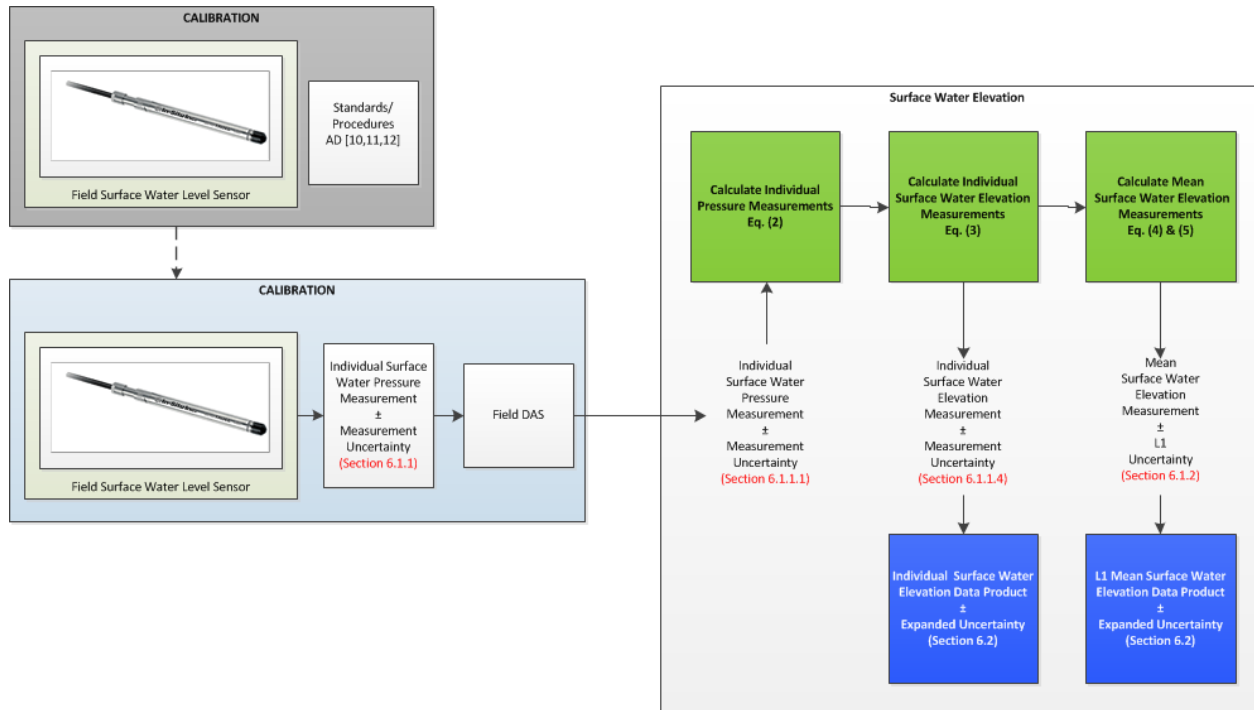 CALIBRATION
Field Surface Water Level Sensor
Standards/
Procedures
AD [10,11,12]
CALIBRATION
Field Surface Water Level Sensor
Individual Surface
Water Pressure
Measurement
±
Measurement
Uncertainty
(Section 6.1.1)
Field DAS
Surface Water Elevation
Calculate Individual
Pressure Measurements
Eq. (2)
Calculate Individual
Surface Water Elevation
Measurements
Eq. (3)
Calculate Mean
Surface Water Elevation
Measurements
Eq. (4) & (5)
Individual
Surface Water
Pressure
Measurement
±
Measurement
Uncertainty
(Section 6.1.1.1)
Individual
Surface Water
Elevation
Measurement
±
Measurement
Uncertainty
(Section 6.1.1.4)
Mean
Surface Water
Elevation
Measurement
±
L1
Uncertainty
(Section 6.1.2)
Individual Surface Water
Elevation Data Product
±
Expanded Uncertainty
(Section 6.2)
L1 Mean Surface Water
Elevation Data Product
±
Expanded Uncertainty
(Section 6.2)